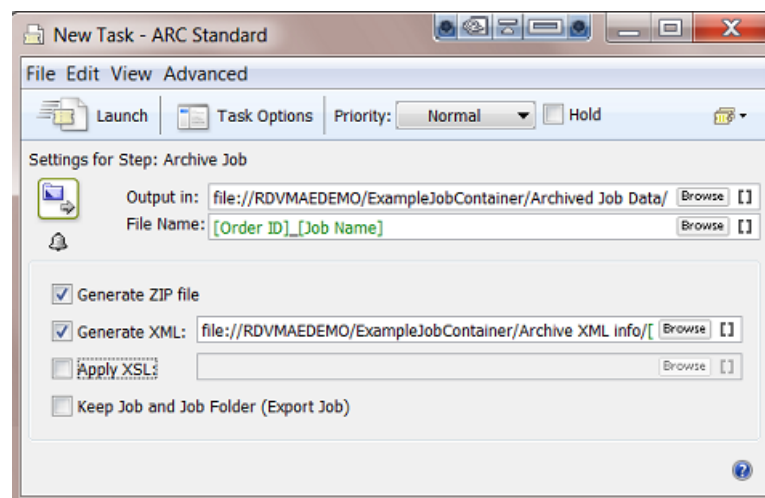 New Task - ARC Standard
File Edit View Advanced
Launch Task Options Priority: Normal Hold
Settings for Step: Archive Job
Output in: file://RDVMAEDEMO/ExampleJobContainer/Archived Job Data/ Browse []
File Name: [Order ID]_[Job Name] Browse []
Generate ZIP file
Generate XML: file://RDVMAEDEMO/ExampleJobContainer/Archive XML info/[ Browse []
Apply XSL: Browse []
Keep Job and Job Folder (Export Job)